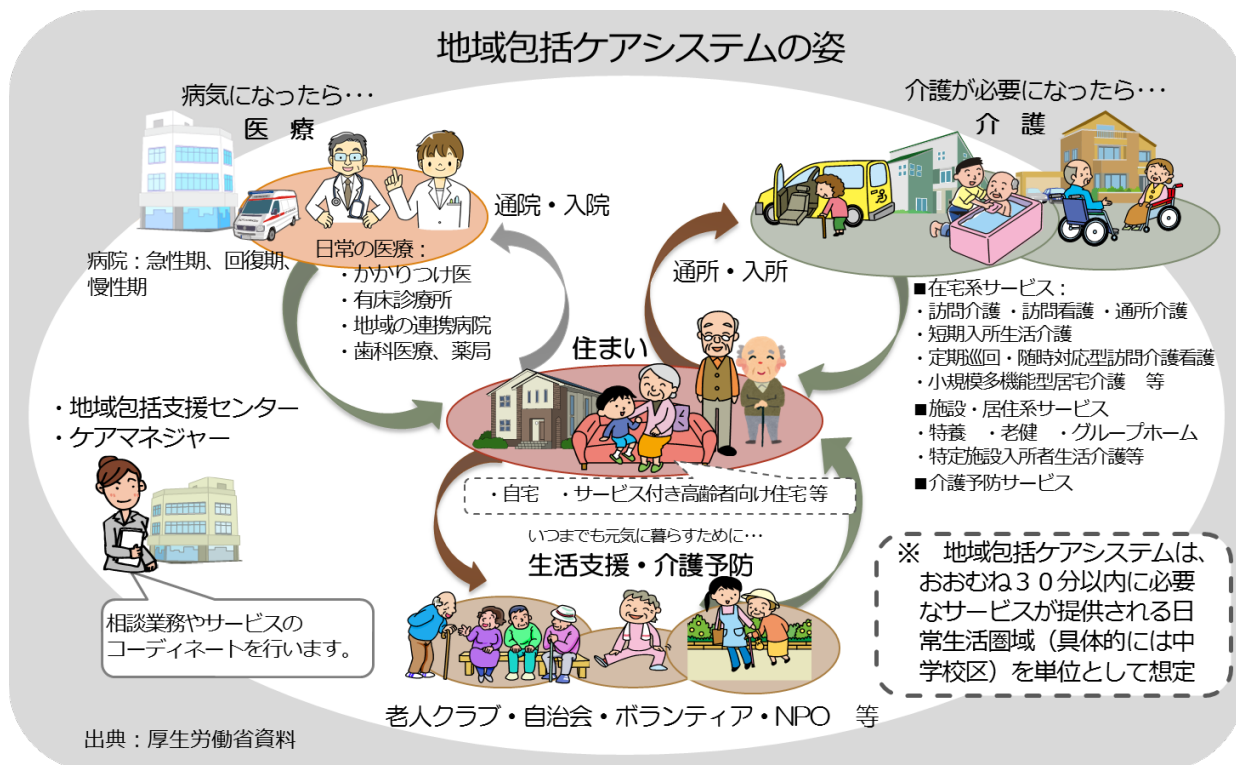 地域包括ケアシステムの姿
病気になったら･･･
医　療
介護が必要になったら･･･
介　護
通院・入院
病院：急性期、回復期、
慢性期
日常の医療：
・かかりつけ医
・有床診療所
・地域の連携病院
・歯科医療、薬局
通所・入所
■在宅系サービス：
・訪問介護 ・訪問看護 ・通所介護
・短期入所生活介護
・定期巡回・随時対応型訪問介護看護
・小規模多機能型居宅介護　等
■施設・居住系サービス
・特養　・老健　・グループホーム
・特定施設入所者生活介護等
■介護予防サービス
住まい
・地域包括支援センター
・ケアマネジャー
・自宅　・サービス付き高齢者向け住宅 等
相談業務やサービスの
コーディネートを行います。
いつまでも元気に暮らすために･･･
生活支援・介護予防
老人クラブ・自治会・ボランティア・NPO　等
※　地域包括ケアシステムは、
おおむね３０分以内に必要
なサービスが提供される日
常生活圏域（具体的には中
学校区）を単位として想定
出典：厚生労働省資料